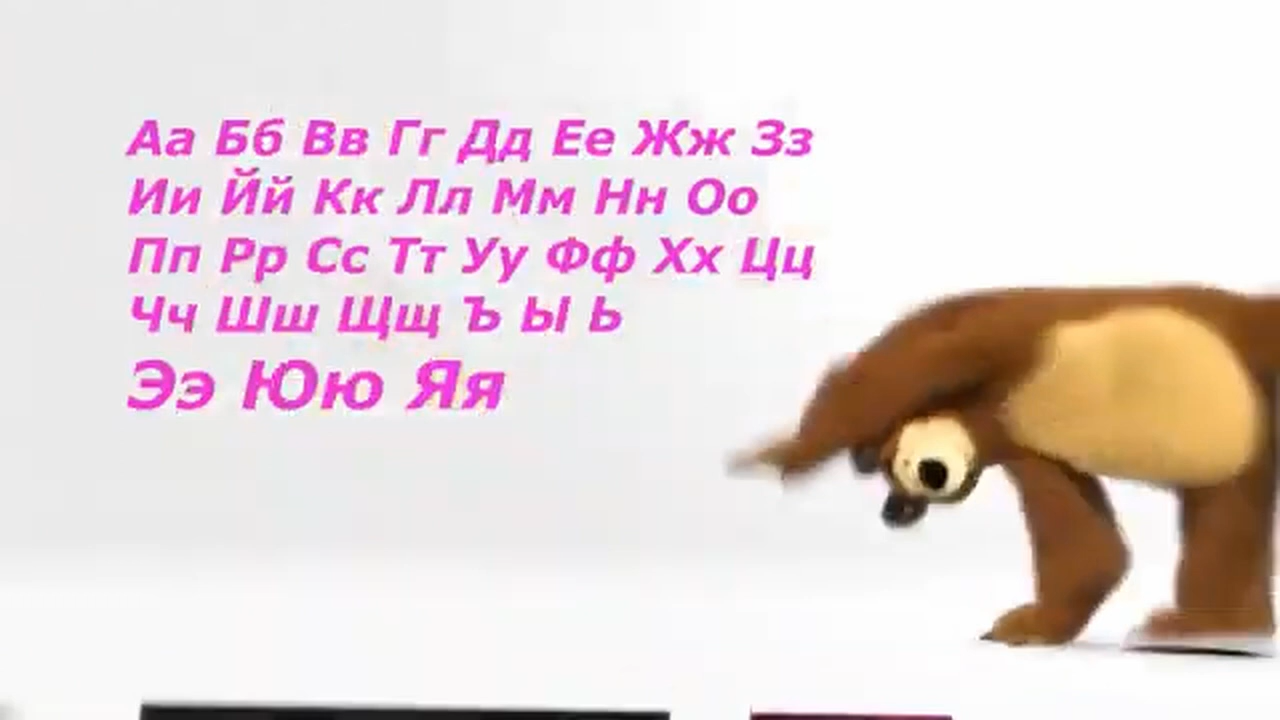 Аа Бб Вв Гг Дд Ее Жж Зз
Ии Йй Кк Лл Мм Нн Оо
Пп Рр Сс Тт Уу Фф Хх Цц
Чч Шш Щщ Ъ Ы Ь
Ээ Юю Яя